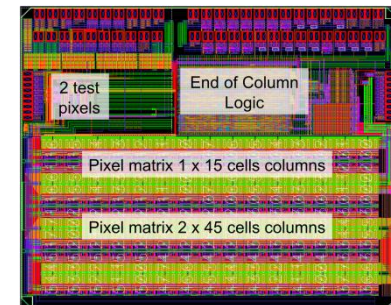 2 test
pixels
End of Column
Logic
Pixel matrix 1 x 15 cells columns
Pixel matrix 2 x 45 cells columns